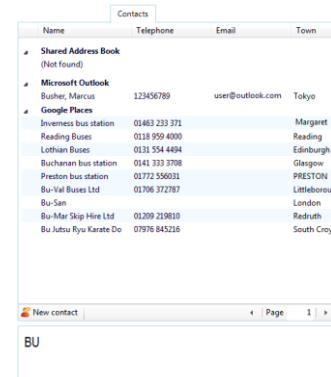 Contacts
Name Telephone Email Town
Shared Address Book
(Not found)
Microsoft Outlook
Busher, Marcus 123456789 user@outlook.com Tokyo
Google Places
Inverness bus station 01463 233 371 Margaret
Reading Buses 0118 959 4000 Reading
Lothian Buses 0131 554 4494 Edinburgh
Buchanan bus station 0141 333 3708 Glasgow
Preston bus station 01772 556031 PRESTON
Bu-Val Buses Ltd 01706 372787 Littleborou
Bu-San London
Bu-Mar Skip Hire Ltd 01209 219810 Redruth
Bu Jutsu Ryu Karate Do 07976 845216 South Croy
New contact Page 1
BU